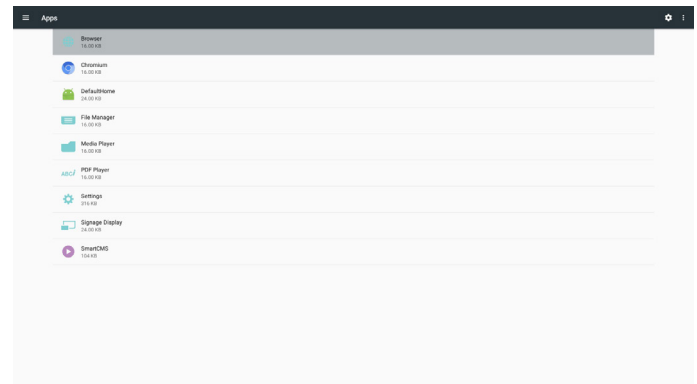 Apps
Browser
16.00 KB
Chromium
16.00 KB
DefaultHome
24.00 KB
File Manager
16.00 KB
Media Player
16.00 KB
ABC
PDF Player
16.00 KB
Settings
316 KB
Signage Display
24.00 KB
SmartCMS
104 KB